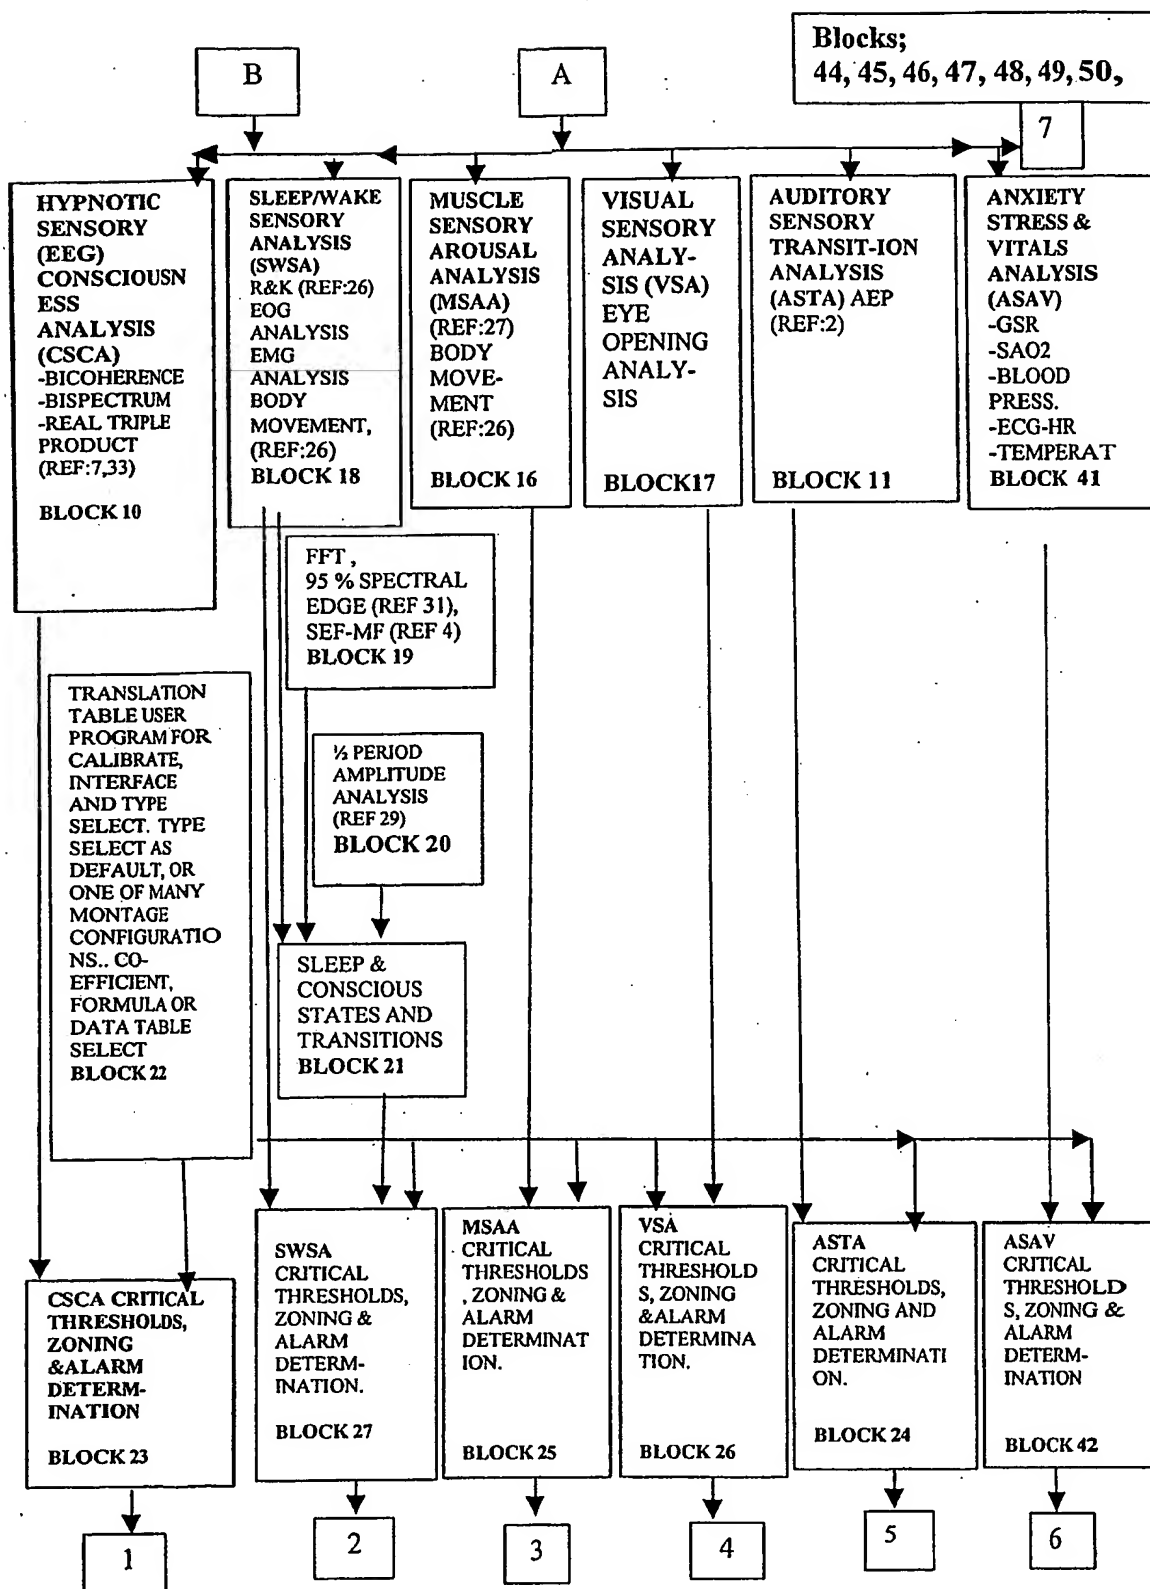 B
A
Blocks;
44, 45, 46, 47, 48, 49, 50,
7
HYPNOTIC
SENSORY
(EEG)
CONSCIOUSN
ESS
ANALYSIS
(CSCA)
-BICOHERENCE
-BISPECTRUM
-REAL TRIPLE
PRODUCT
(REF:7,33)
BLOCK 10
SLEEP/WAKE
SENSORY
ANALYSIS
(SWSA)
R&K (REF:26)
EOG
ANALYSIS
EMG
ANALYSIS
BODY
MOVEMENT,
(REF:26)
BLOCK 18
MUSCLE
SENSORY
AROUSAL
ANALYSIS
(MSAA)
(REF:27)
BODY
MOVE-
MENT
(REF:26)
BLOCK 16
VISUAL
SENSORY
ANALY-
SIS (VSA)
EYE
OPENING
ANALY-
SIS
BLOCK17
AUDITORY
SENSORY
TRANSIT-ION
ANALYSIS
(ASTA) AEP
(REF:2)
BLOCK 11
ANXIETY
STRESS &
VITALS
ANALYSIS
(ASAV)
-GSR
-SAO2
-BLOOD
PRESS.
-ECG-HR
-TEMPERAT
BLOCK 41
FFT ,
95 % SPECTRAL
EDGE (REF 31),
SEF-MF (REF 4)
BLOCK 19
TRANSLATION
TABLE USER
PROGRAM FOR
CALIBRATE,
INTERFACE
AND TYPE
SELECT. TYPE
SELECT AS
DEFAULT, OR
ONE OF MANY
MONTAGE
CONFIGURATIO
NS.. CO-
EFFICIENT,
FORMULA OR
DATA TABLE
SELECT
BLOCK 22
½ PERIOD
AMPLITUDE
ANALYSIS
(REF 29)
BLOCK 20
SLEEP &
CONSCIOUS
STATES AND
TRANSITIONS
BLOCK 21
CSCA CRITICAL
THRESHOLDS,
ZONING
&ALARM
DETERM-
INATION
BLOCK 23
SWSA
CRITICAL
THRESHOLDS,
ZONING &
ALARM
DETERM-
INATION.
BLOCK 27
MSAA
CRITICAL
THRESHOLDS
, ZONING &
ALARM
DETERMINAT
ION.
BLOCK 25
VSA
CRITICAL
THRESHOLD
S, ZONING
&ALARM
DETERMINA
TION.
BLOCK 26
ASTA
CRITICAL
THRESHOLDS,
ZONING AND
ALARM
DETERMINATI
ON.
BLOCK 24
ASAV
CRITICAL
THRESHOLD
S, ZONING &
ALARM
DETERM-
INATION
BLOCK 42
1
2
3
4
5
6